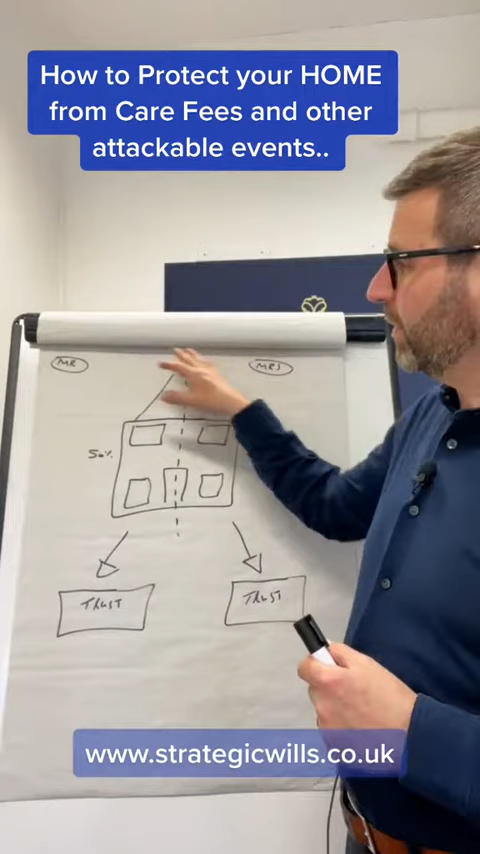 How to Protect your HOME
from Care Fees and other
attackable events..
MR
MRS
50%
TRUST
TRUST
www.strategicwills.co.uk